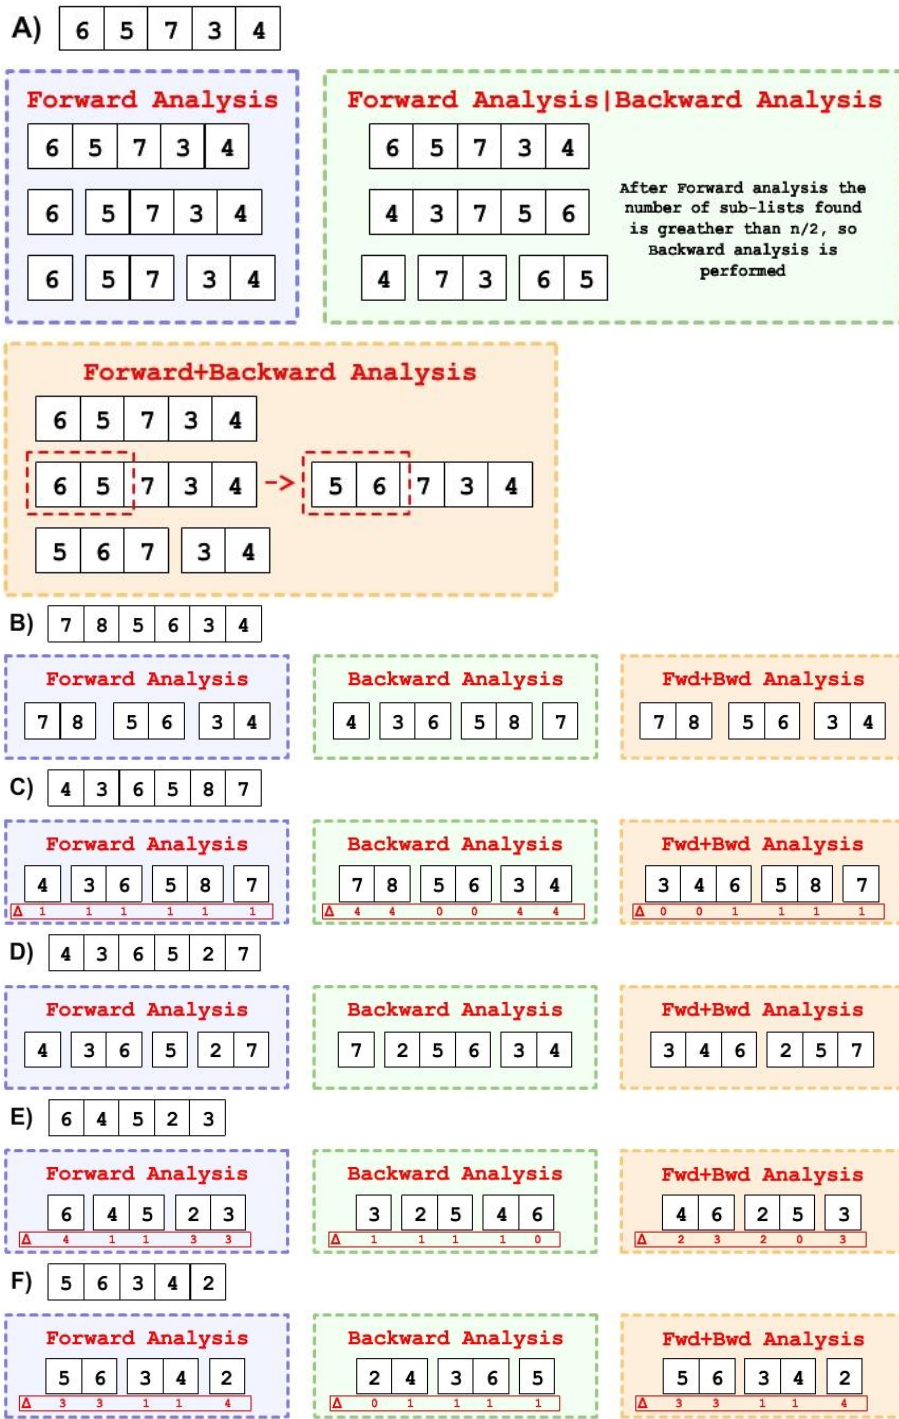 A) 6 5 7 3 4
Forward Analysis
6 5 7 3 4
6 5 7 3 4
6 5 7 3 4
Forward Analysis|Backward Analysis
6 5 7 3 4
4 3 7 5 6
4 7 3 6 5
After Forward analysis the
number of sub-lists found
is greather than n/2, so
Backward analysis is
performed
Forward+Backward Analysis
6 5 7 3 4
6 5 7 3 4 -> 5 6 7 3 4
5 6 7 3 4
B) 7 8 5 6 3 4
Forward Analysis
7 8 5 6 3 4
Backward Analysis
4 3 6 5 8 7
Fwd+Bwd Analysis
7 8 5 6 3 4
C) 4 3 6 5 8 7
Forward Analysis
4 3 6 5 8 7
Δ 1 1 1 1 1 1
Backward Analysis
7 8 5 6 3 4
Δ 4 4 0 0 4 4
Fwd+Bwd Analysis
3 4 6 5 8 7
Δ 0 0 1 1 1 1
D) 4 3 6 5 2 7
Forward Analysis
4 3 6 5 2 7
Backward Analysis
7 2 5 6 3 4
Fwd+Bwd Analysis
3 4 6 2 5 7
E) 6 4 5 2 3
Forward Analysis
6 4 5 2 3
Δ 4 1 1 3 3
Backward Analysis
3 2 5 4 6
Δ 1 1 1 1 0
Fwd+Bwd Analysis
4 6 2 5 3
Δ 2 3 2 0 3
F) 5 6 3 4 2
Forward Analysis
5 6 3 4 2
Δ 3 3 1 1 4
Backward Analysis
2 4 3 6 5
Δ 0 1 1 1 1
Fwd+Bwd Analysis
5 6 3 4 2
Δ 3 3 1 1 4